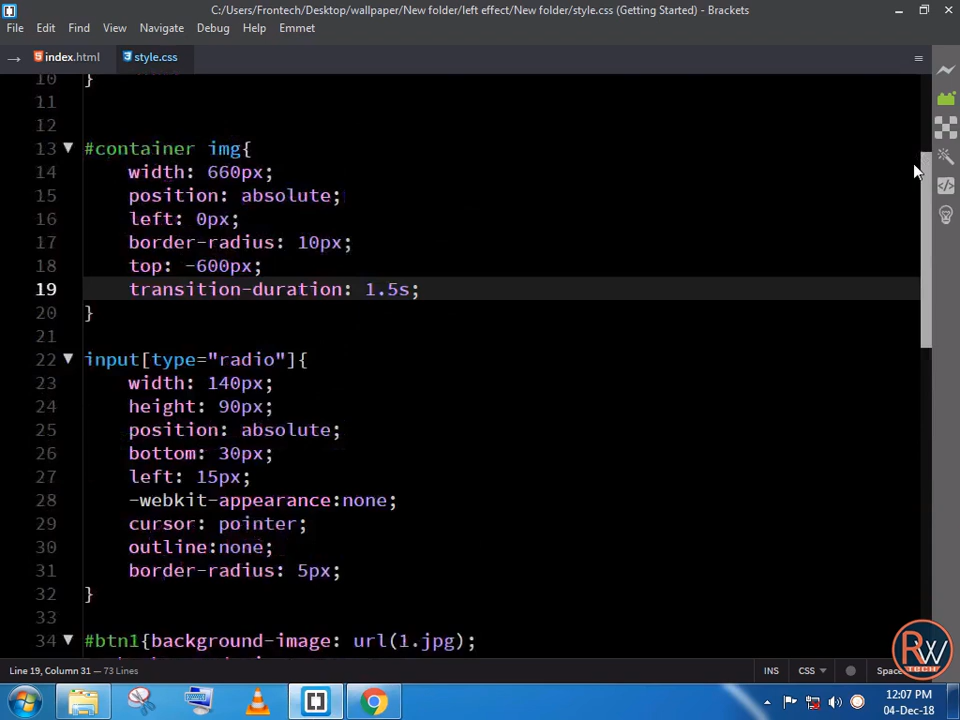 C:/Users/Frontech/Desktop/wallpaper/New folder/left effect/New folder/style.css (Getting Started) - Brackets
File Edit Find View Navigate Debug Help Emmet
index.html style.css
10 }
11
12
13 #container img{
14 width: 660px;
15 position: absolute;
16 left: 0px;
17 border-radius: 10px;
18 top: -600px;
19 transition-duration: 1.5s;
20 }
21
22 input[type="radio"]{
23 width: 140px;
24 height: 90px;
25 position: absolute;
26 bottom: 30px;
27 left: 15px;
28 -webkit-appearance:none;
29 cursor: pointer;
30 outline:none;
31 border-radius: 5px;
32 }
33
34 #btn1{background-image: url(1.jpg);
Line 19, Column 31 — 73 Lines
INS CSS Spac
RW
TECH
12:07 PM
04-Dec-18